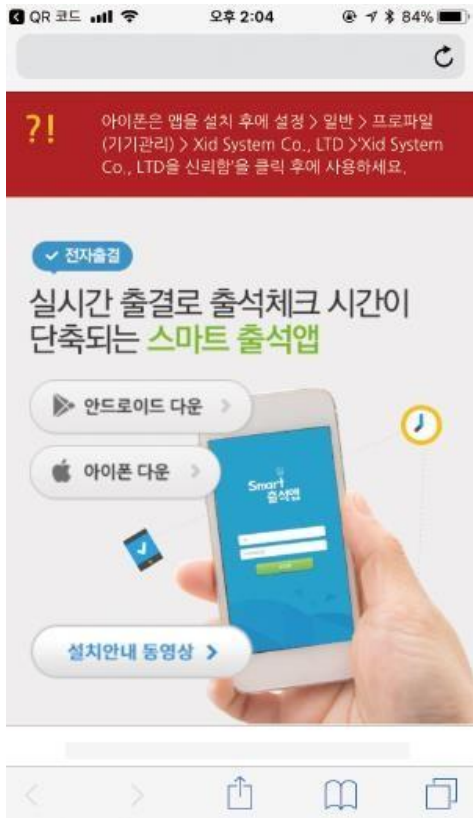 QR 코드
오후 2:04
84%
?!
아이폰은 앱을 설치 후에 설정 > 일반 > 프로파일
(기기관리) > Xid System Co., LTD >'Xid System
Co., LTD을 신뢰함'을 클릭 후에 사용하세요.
전자출결
실시간 출결로 출석체크 시간이
단축되는 스마트 출석앱
안드로이드 다운 >
아이폰 다운 >
Smart
출석앱
설치안내 동영상 >